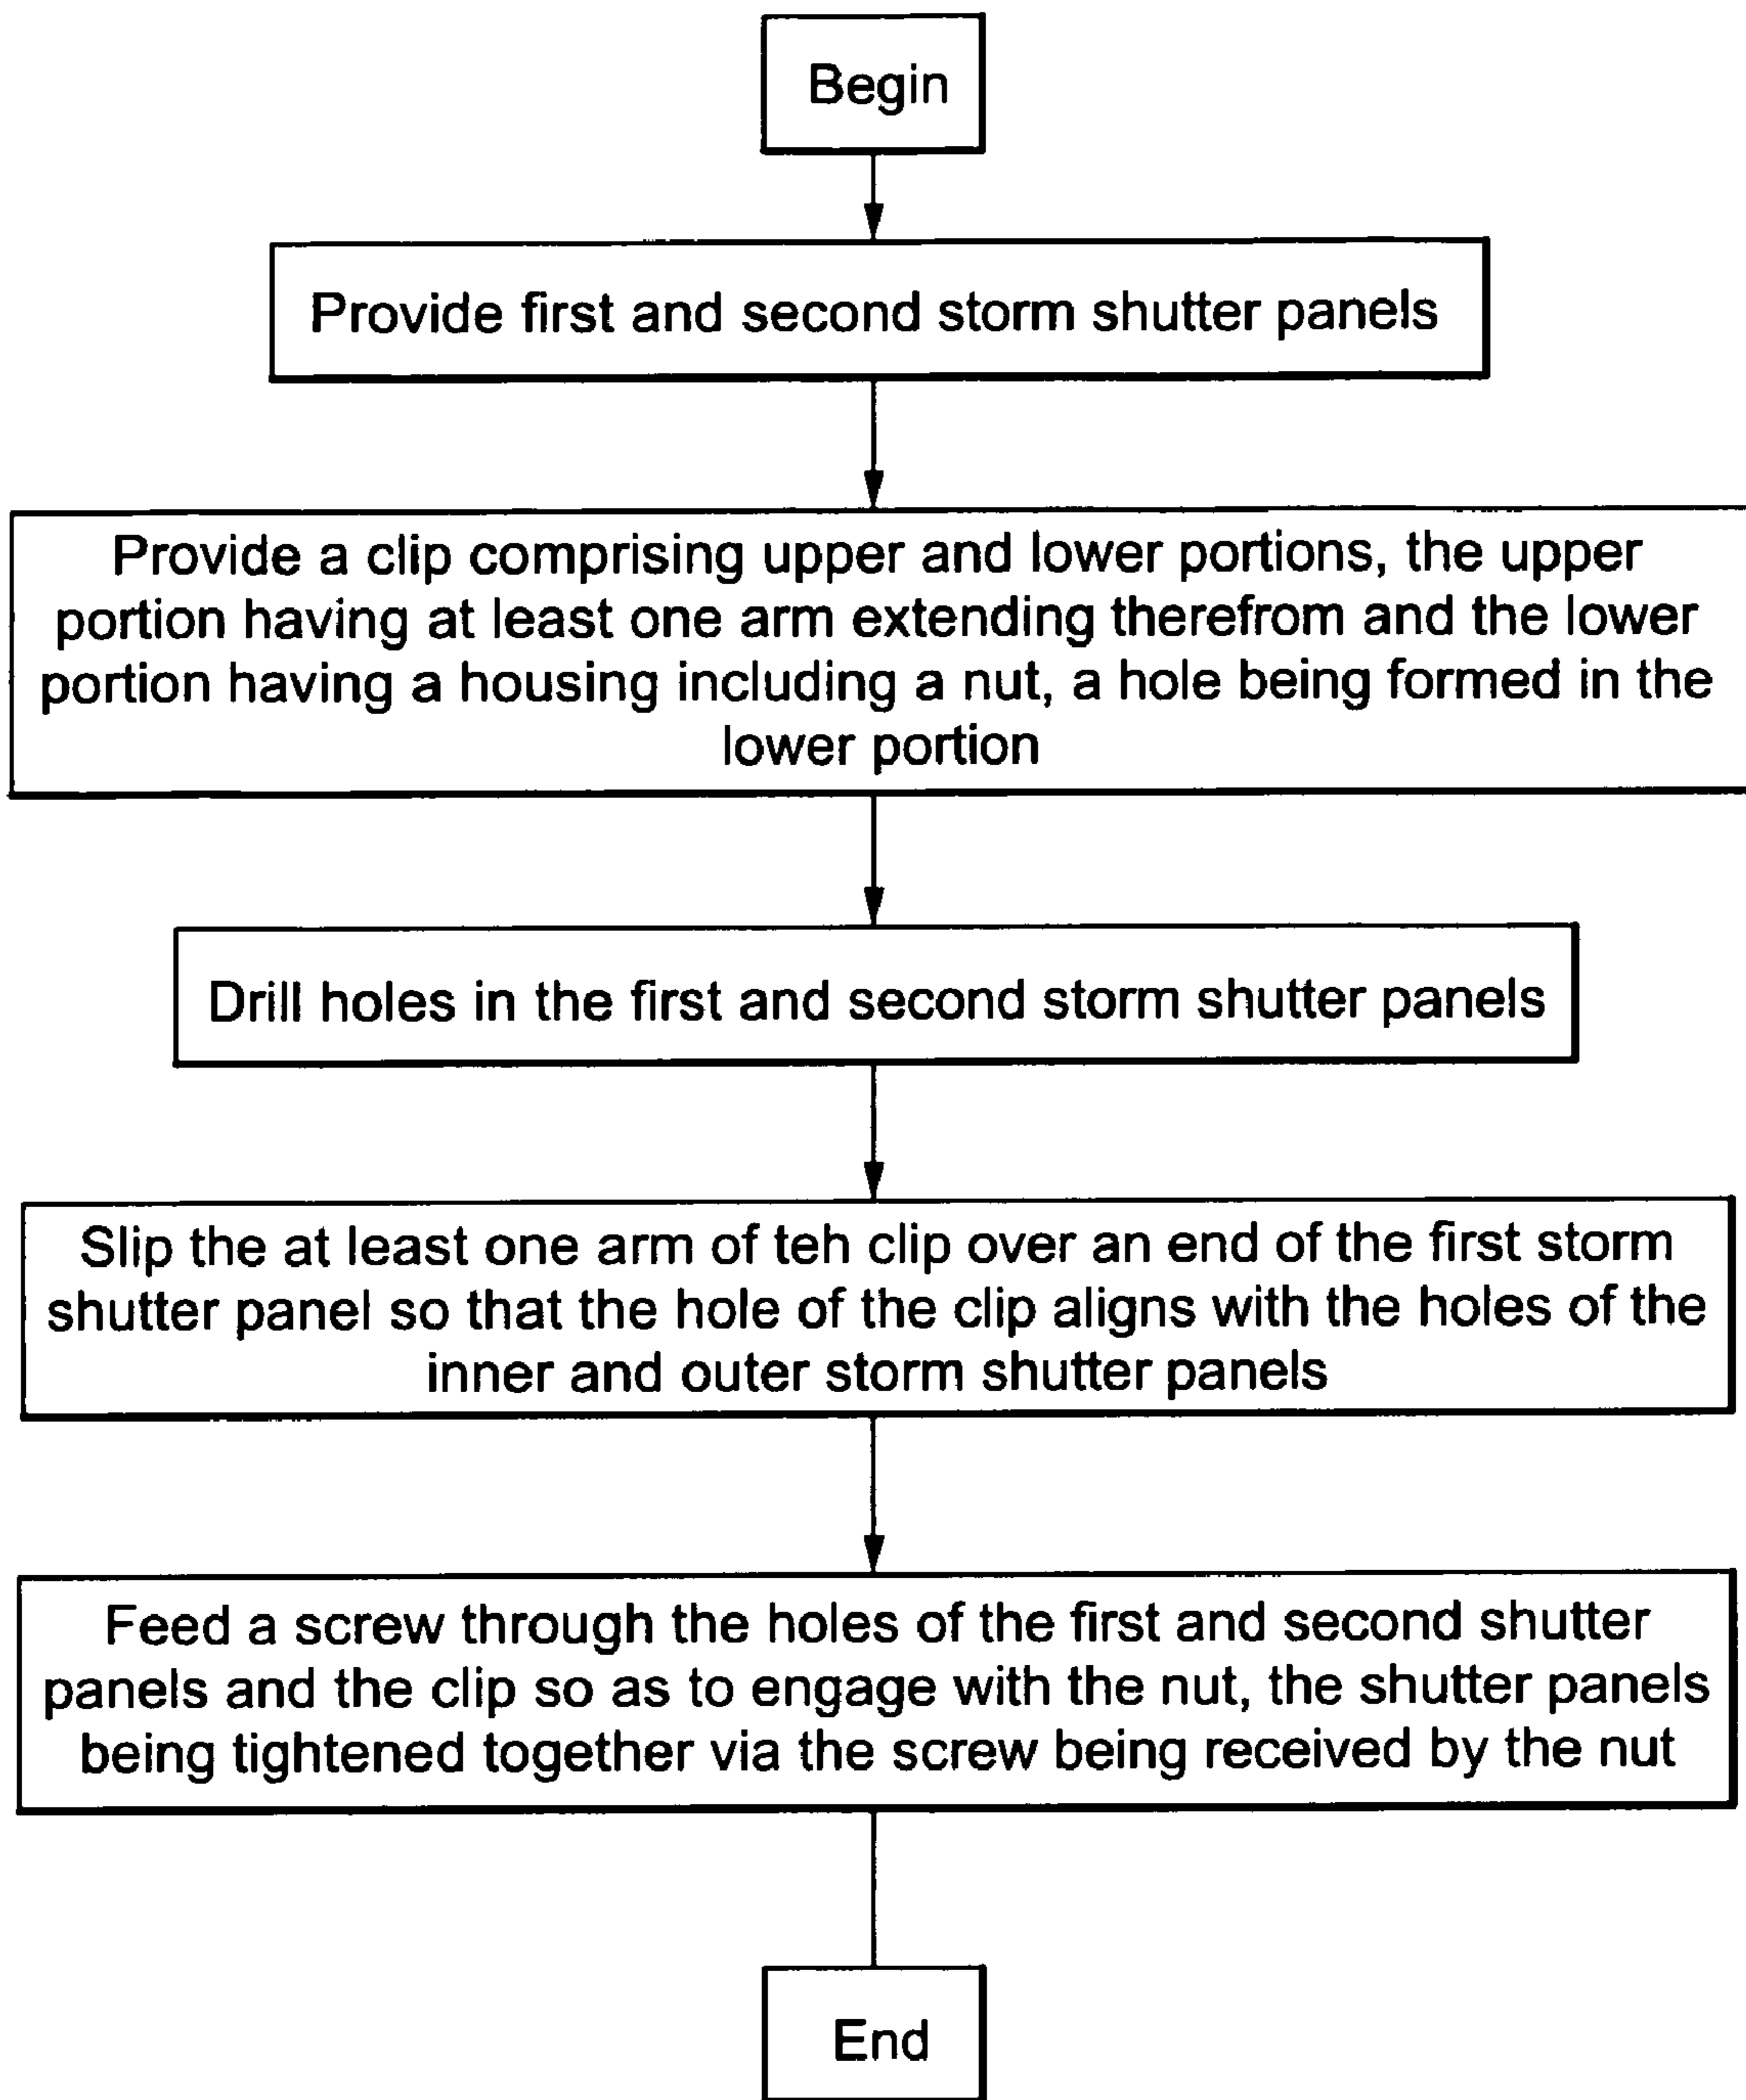 Begin
Provide first and second storm shutter panels
Provide a clip comprising upper and lower portions, the upper
portion having at least one arm extending therefrom and the lower
portion having a housing including a nut, a hole being formed in the
lower portion
Drill holes in the first and second storm shutter panels
Slip the at least one arm of teh clip over an end of the first storm
shutter panel so that the hole of the clip aligns with the holes of the
inner and outer storm shutter panels
Feed a screw through the holes of the first and second shutter
panels and the clip so as to engage with the nut, the shutter panels
being tightened together via the screw being received by the nut
End